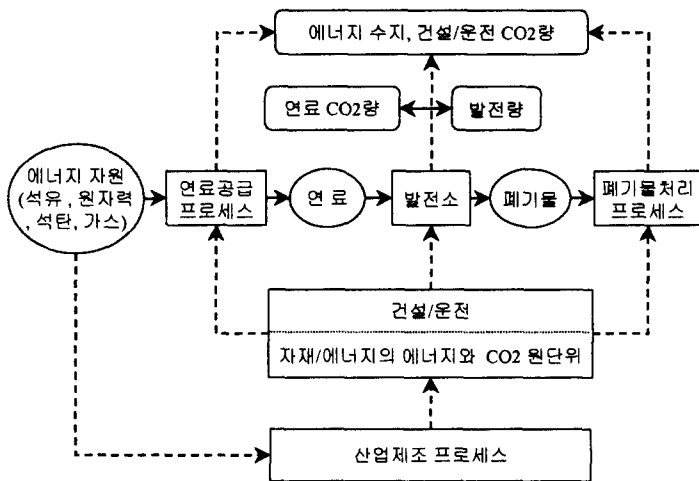 에너지 수지, 건설/운전 CO2량
연료 CO2량
발전량
에너지 자원
(석유, 원자력
, 석탄, 가스)
연료공급
프로세스
연 료
발전소
폐기물
폐기물처리
프로세스
건설/운전
자재/에너지의 에너지와 CO2 원단위
산업제조 프로세스